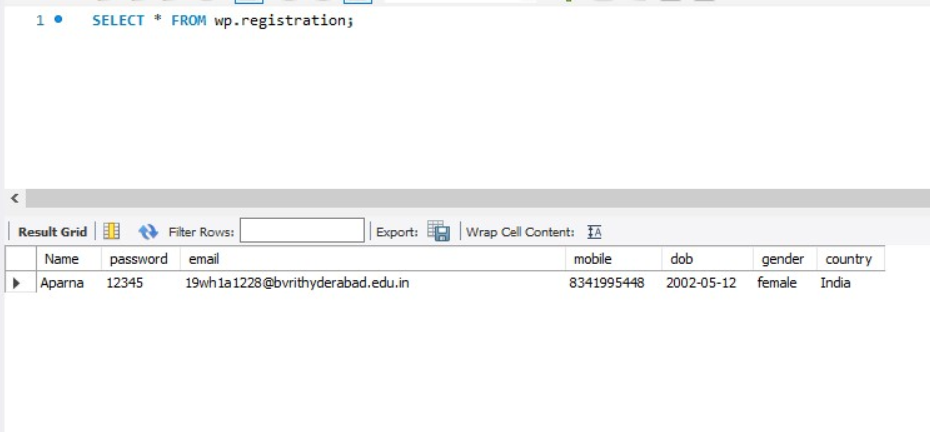 1 SELECT * FROM wp.registration;
Result Grid Filter Rows: Export: Wrap Cell Content: IA
Name password email mobile dob gender country
Aparna 12345 19wh1a1228@bvrithyderabad.edu.in 8341995448 2002-05-12 female India